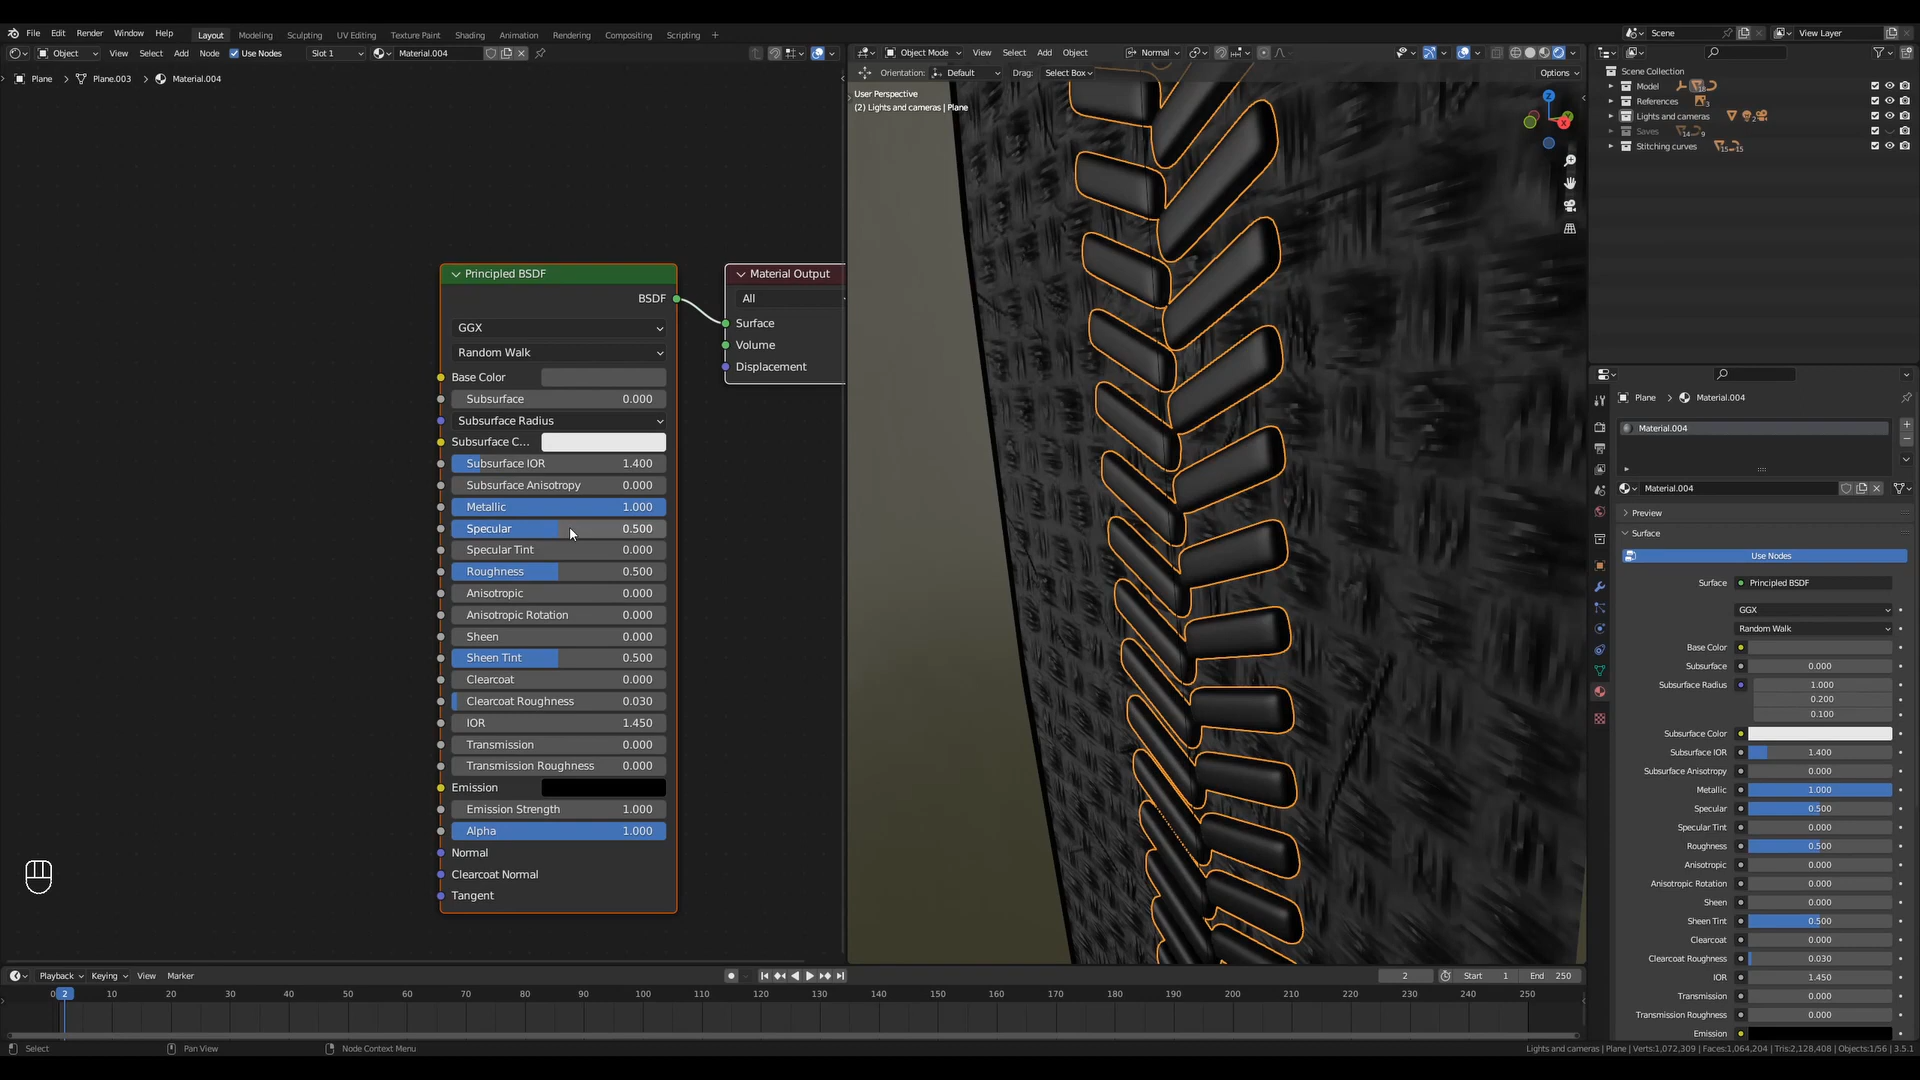 File Edit Render Window Help Layout Modeling Sculpting UV Editing Texture Paint Shading Animation Rendering Compositing Scripting + Scene View Layer
Object View Select Add Node Use Nodes Slot 1 Material.004 Object Mode View Select Add Object Normal
Orientation: Default Drag: Select Box Options
Plane > Plane.003 > Material.004
User Perspective
(2) Lights and cameras | Plane
Scene Collection
Model
References
Lights and cameras
Saves
Stitching curves
Principled BSDF
BSDF
GGX
Random Walk
Base Color
Subsurface 0.000
Subsurface Radius
Subsurface C...
Subsurface IOR 1.400
Subsurface Anisotropy 0.000
Metallic 1.000
Specular 0.500
Specular Tint 0.000
Roughness 0.500
Anisotropic 0.000
Anisotropic Rotation 0.000
Sheen 0.000
Sheen Tint 0.500
Clearcoat 0.000
Clearcoat Roughness 0.030
IOR 1.450
Transmission 0.000
Transmission Roughness 0.000
Emission
Emission Strength 1.000
Alpha 1.000
Normal
Clearcoat Normal
Tangent
Material Output
All
Surface
Volume
Displacement
Z
X
Plane > Material.004
Material.004
Material.004
Preview
Surface
Use Nodes
Surface Principled BSDF
GGX
Random Walk
Base Color
Subsurface 0.000
Subsurface Radius 1.000
0.200
0.100
Subsurface Color
Subsurface IOR 1.400
Subsurface Anisotropy 0.000
Metallic 1.000
Specular 0.500
Specular Tint 0.000
Roughness 0.500
Anisotropic 0.000
Anisotropic Rotation 0.000
Sheen 0.000
Sheen Tint 0.500
Clearcoat 0.000
Clearcoat Roughness 0.030
IOR 1.450
Transmission 0.000
Transmission Roughness 0.000
Emission
Playback Keying View Marker 2 Start 1 End 250
0 2 10 20 30 40 50 60 70 80 90 100 110 120 130 140 150 160 170 180 190 200 210 220 230 240 250
Select Pan View Node Context Menu Lights and cameras | Plane | Verts:1,072,309 | Faces:1,064,204 | Tris:2,128,408 | Objects:1/56 | 3.5.1